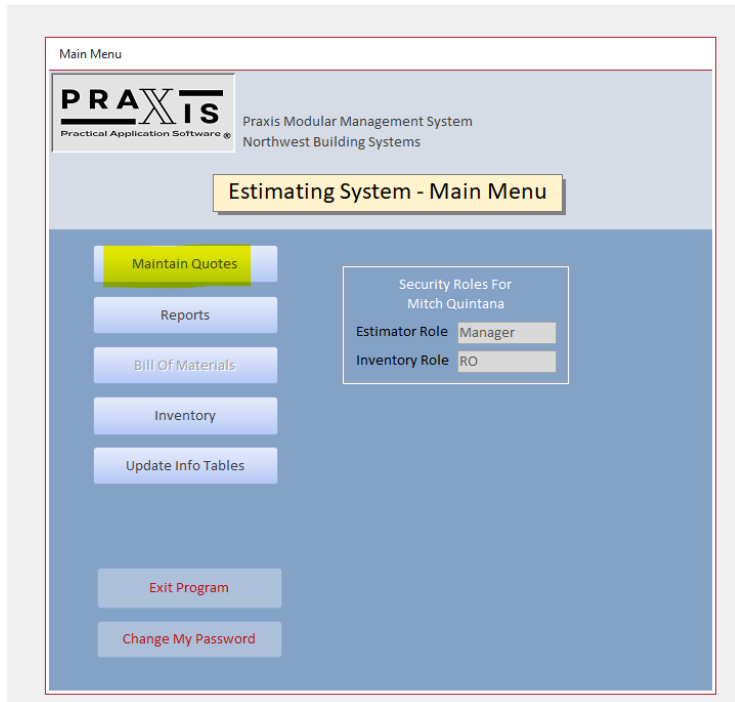 Main Menu
PRAXIS
Practical Application Software ®
Praxis Modular Management System
Northwest Building Systems
Estimating System - Main Menu
Maintain Quotes
Reports
Bill Of Materials
Inventory
Update Info Tables
Security Roles For
Mitch Quintana
Estimator Role Manager
Inventory Role RO
Exit Program
Change My Password